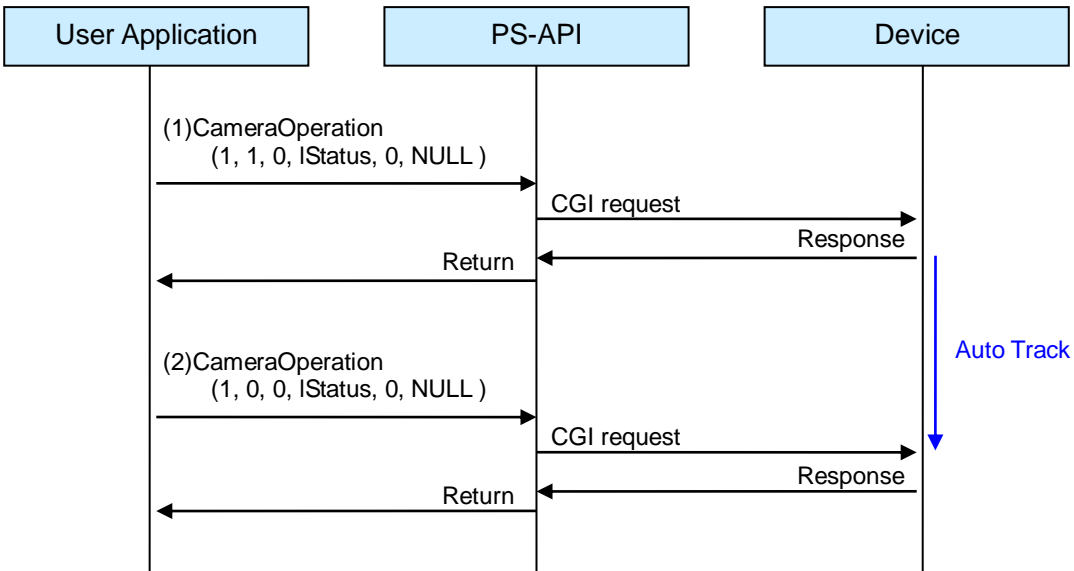 User Application
PS-API
Device
(1)CameraOperation
(1, 1, 0, lStatus, 0, NULL )
CGI request
Response
Return
Auto Track
(2)CameraOperation
(1, 0, 0, lStatus, 0, NULL )
CGI request
Response
Return